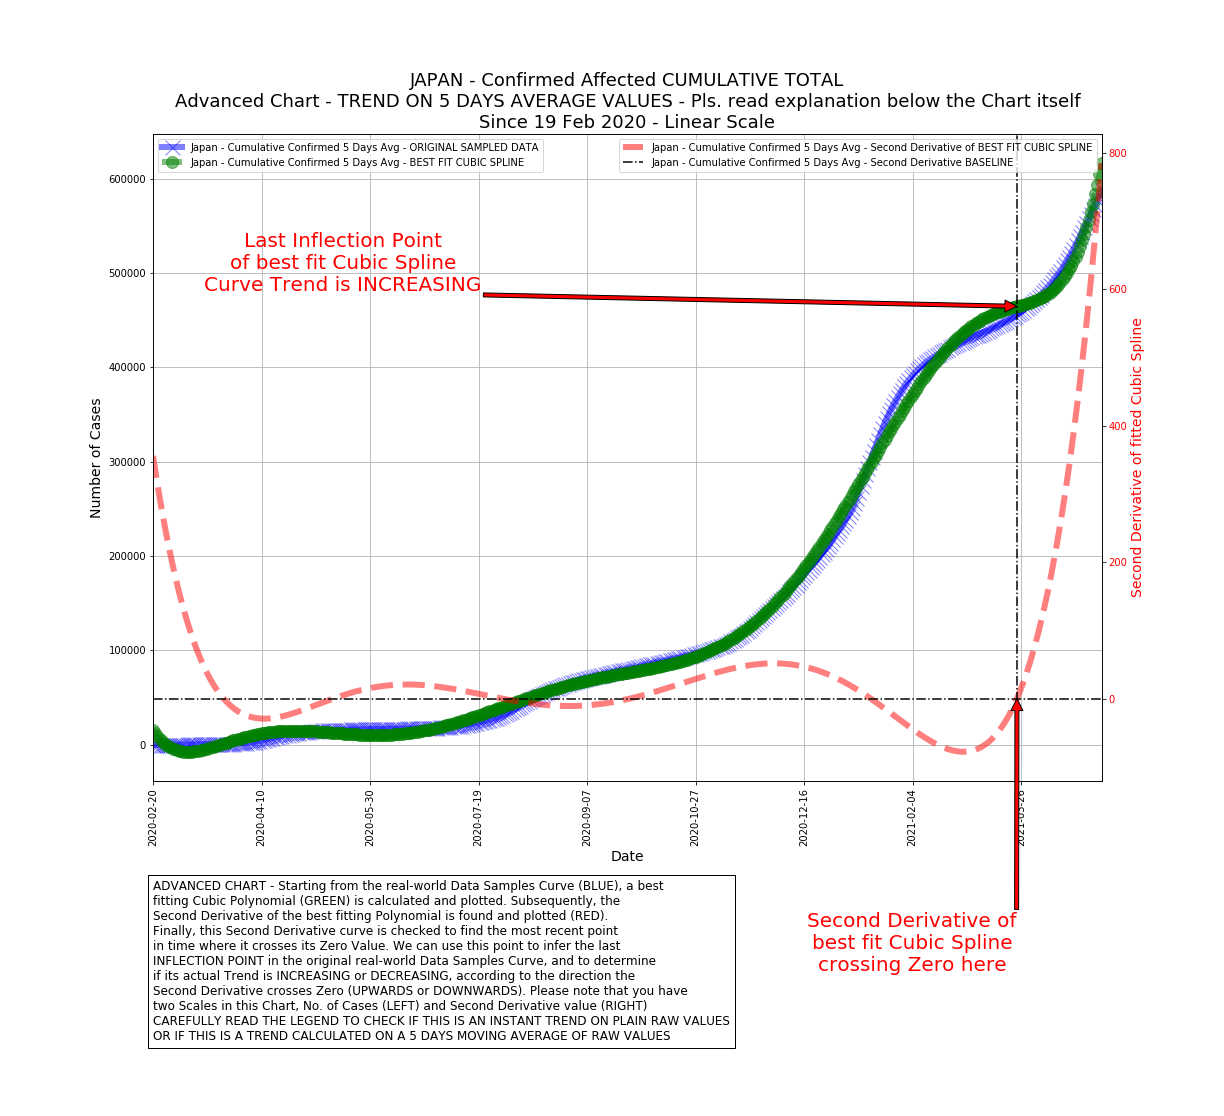 JAPAN - Confirmed Affected CUMULATIVE TOTAL
Advanced Chart - TREND ON 5 DAYS AVERAGE VALUES - Pls. read explanation below the Chart itself
Since 19 Feb 2020 - Linear Scale
Japan - Cumulative Confirmed 5 Days Avg - ORIGINAL SAMPLED DATA
Japan - Cumulative Confirmed 5 Days Avg - BEST FIT CUBIC SPLINE
Japan - Cumulative Confirmed 5 Days Avg - Second Derivative of BEST FIT CUBIC SPLINE
Japan - Cumulative Confirmed 5 Days Avg - Second Derivative BASELINE
Last Inflection Point
of best fit Cubic Spline
Curve Trend is INCREASING
Number of Cases
600000
500000
400000
300000
200000
100000
0
800
600
400
200
0
Second Derivative of fitted Cubic Spline
2020-02-20
2020-04-10
2020-05-30
2020-07-19
2020-09-07
2020-10-27
2020-12-16
2021-02-04
2021-03-26
Date
Second Derivative of
best fit Cubic Spline
crossing Zero here
ADVANCED CHART - Starting from the real-world Data Samples Curve (BLUE), a best
fitting Cubic Polynomial (GREEN) is calculated and plotted. Subsequently, the
Second Derivative of the best fitting Polynomial is found and plotted (RED).
Finally, this Second Derivative curve is checked to find the most recent point
in time where it crosses its Zero Value. We can use this point to infer the last
INFLECTION POINT in the original real-world Data Samples Curve, and to determine
if its actual Trend is INCREASING or DECREASING, according to the direction the
Second Derivative crosses Zero (UPWARDS or DOWNWARDS). Please note that you have
two Scales in this Chart, No. of Cases (LEFT) and Second Derivative value (RIGHT)
CAREFULLY READ THE LEGEND TO CHECK IF THIS IS AN INSTANT TREND ON PLAIN RAW VALUES
OR IF THIS IS A TREND CALCULATED ON A 5 DAYS MOVING AVERAGE OF RAW VALUES